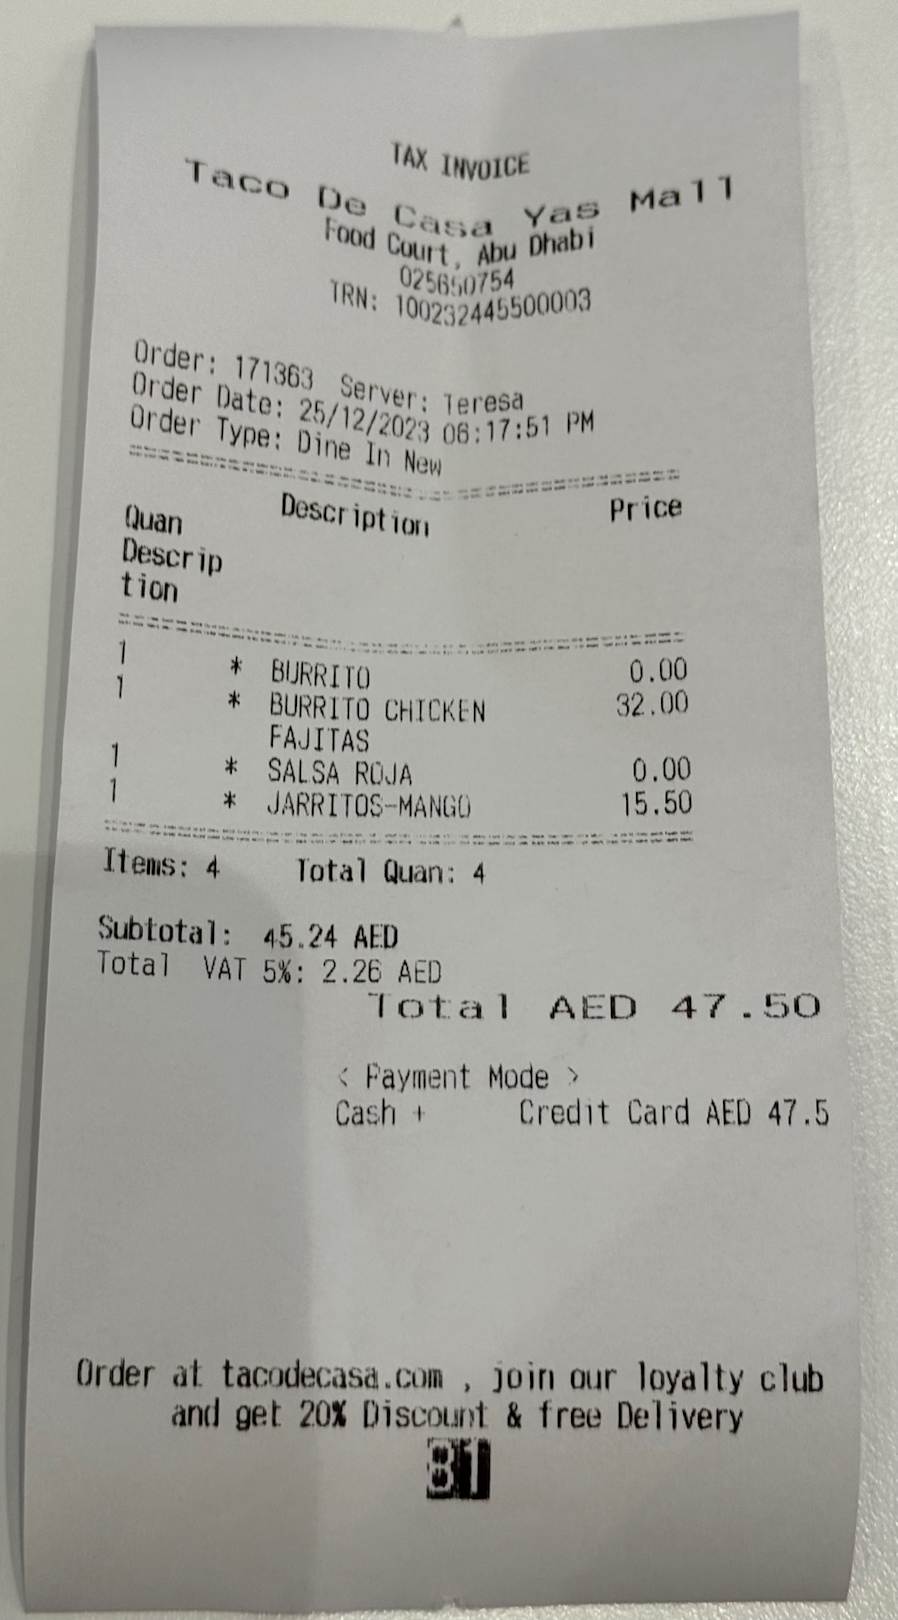 TAX INVOICE
Taco De Casa Yas Mall
Food Court, Abu Dhabi
025650754
TRN: 100232445500003
Order: 171363 Server: Teresa
Order Date: 25/12/2023 06:17:51 PM
Order Type: Dine In New
Quan Description Price
Descrip
tion
1 * BURRITO 0.00
1 * BURRITO CHICKEN 32.00
FAJITAS
1 * SALSA ROJA 0.00
1 * JARRITOS-MANGO 15.50
Items: 4 Total Quan: 4
Subtotal: 45.24 AED
Total VAT 5%: 2.26 AED
Total AED 47.50
< Payment Mode >
Cash + Credit Card AED 47.5
Order at tacodecasa.com , join our loyalty club
and get 20% Discount & free Delivery
81